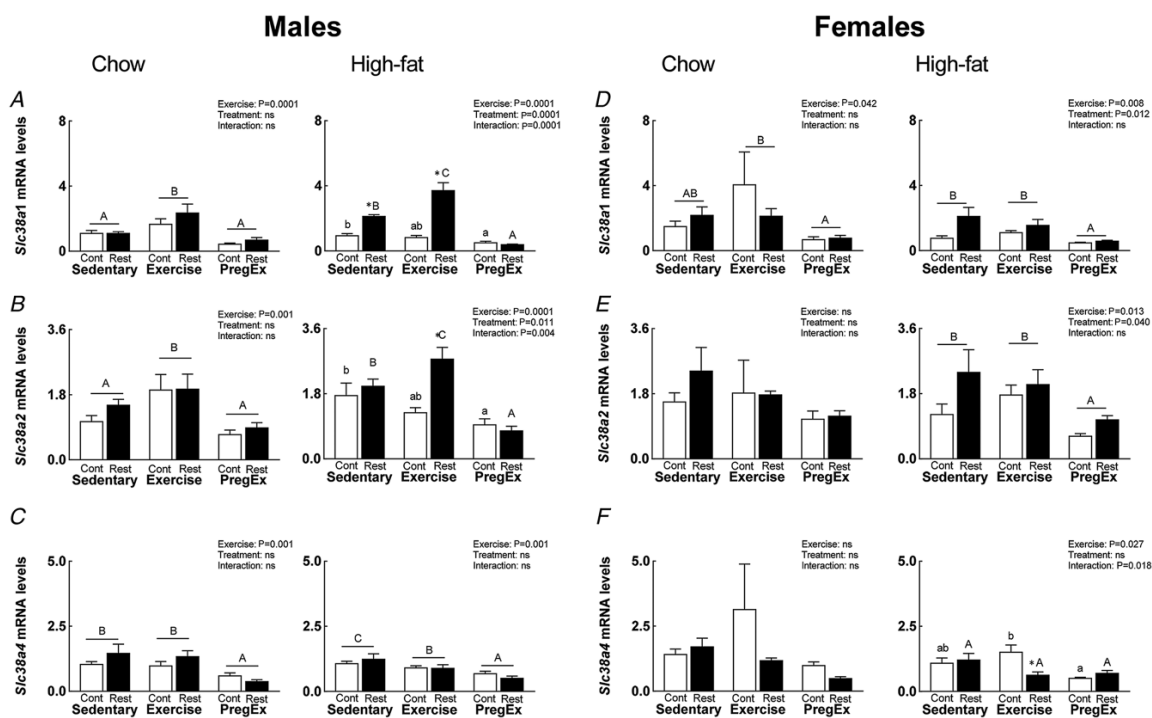 Males
Females
Chow
High-fat
Chow
High-fat
A
Slc38a1 mRNA levels
8
4
0
Exercise: P=0.0001
Treatment: ns
Interaction: ns
A
B
A
Cont Rest Cont Rest Cont Rest
Sedentary Exercise PregEx
8
4
0
Exercise: P=0.0001
Treatment: P=0.0001
Interaction: P=0.0001
b *B ab *C a A
Cont Rest Cont Rest Cont Rest
Sedentary Exercise PregEx
D
Slc38a1 mRNA levels
8
4
0
Exercise: P=0.042
Treatment: ns
Interaction: ns
AB
B
A
Cont Rest Cont Rest Cont Rest
Sedentary Exercise PregEx
8
4
0
Exercise: P=0.008
Treatment: P=0.012
Interaction: ns
B
B
A
Cont Rest Cont Rest Cont Rest
Sedentary Exercise PregEx
B
Slc38a2 mRNA levels
3.6
1.8
0.0
Exercise: P=0.001
Treatment: ns
Interaction: ns
A
B
A
Cont Rest Cont Rest Cont Rest
Sedentary Exercise PregEx
3.6
1.8
0.0
Exercise: P=0.0001
Treatment: P=0.011
Interaction: P=0.004
b B ab *C a A
Cont Rest Cont Rest Cont Rest
Sedentary Exercise PregEx
E
Slc38a2 mRNA levels
3.6
1.8
0.0
Exercise: ns
Treatment: ns
Interaction: ns
Cont Rest Cont Rest Cont Rest
Sedentary Exercise PregEx
3.6
1.8
0.0
Exercise: P=0.013
Treatment: P=0.040
Interaction: ns
B
B
A
Cont Rest Cont Rest Cont Rest
Sedentary Exercise PregEx
C
Slc38a4 mRNA levels
5.0
2.5
0.0
Exercise: P=0.001
Treatment: ns
Interaction: ns
B
B
A
Cont Rest Cont Rest Cont Rest
Sedentary Exercise PregEx
5.0
2.5
0.0
Exercise: P=0.001
Treatment: ns
Interaction: ns
C
B
A
Cont Rest Cont Rest Cont Rest
Sedentary Exercise PregEx
F
Slc38a4 mRNA levels
5.0
2.5
0.0
Exercise: ns
Treatment: ns
Interaction: ns
Cont Rest Cont Rest Cont Rest
Sedentary Exercise PregEx
5.0
2.5
0.0
Exercise: P=0.027
Treatment: ns
Interaction: P=0.018
ab A b *A a A
Cont Rest Cont Rest Cont Rest
Sedentary Exercise PregEx